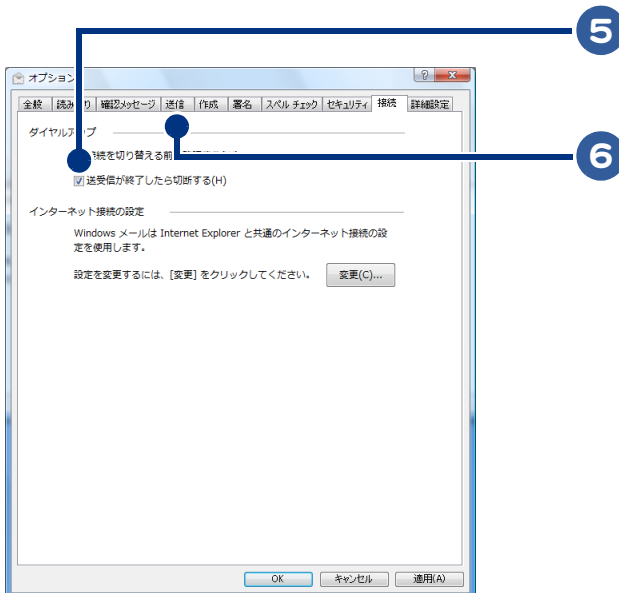 5
オプション
全般 読み 確認メッセージ 送信 作成 署名 スペル チェック セキュリティ 接続 詳細設定
ダイヤル ップ
6
続を切り替える前
送受信が終了したら切断する(H)
インターネット接続の設定
Windows メールは Internet Explorer と共通のインターネット接続の設
定を使用します。
設定を変更するには、[変更] をクリックしてください。 変更(C)...
OK キャンセル 適用(A)